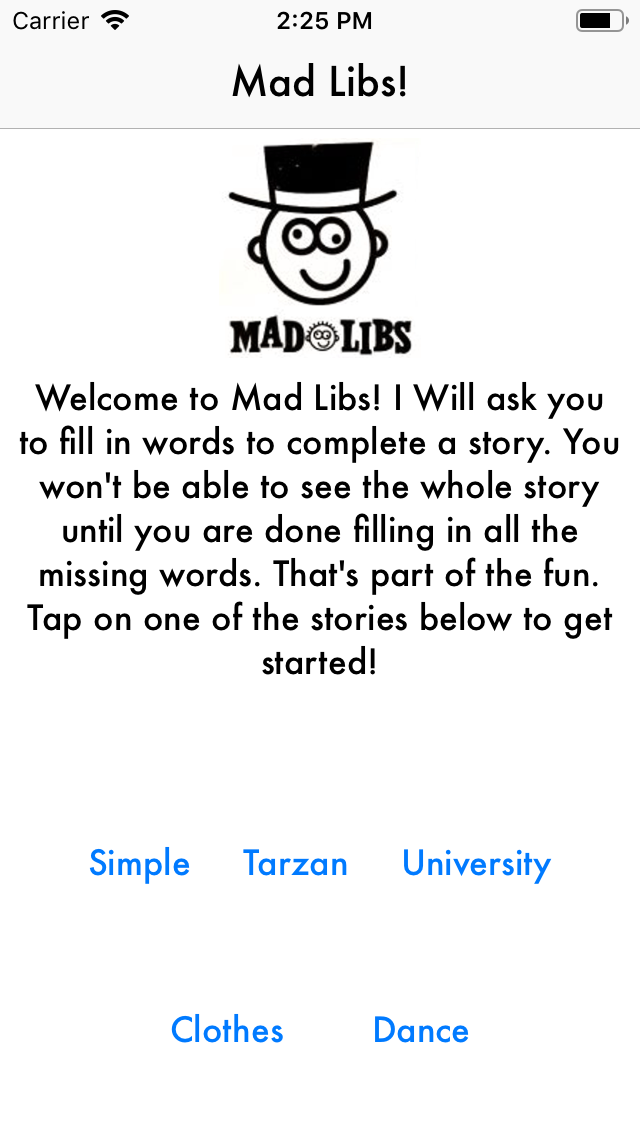 Carrier 2:25 PM
Mad Libs!
MAD LIBS
Welcome to Mad Libs! I Will ask you
to fill in words to complete a story. You
won't be able to see the whole story
until you are done filling in all the
missing words. That's part of the fun.
Tap on one of the stories below to get
started!
Simple Tarzan University
Clothes Dance